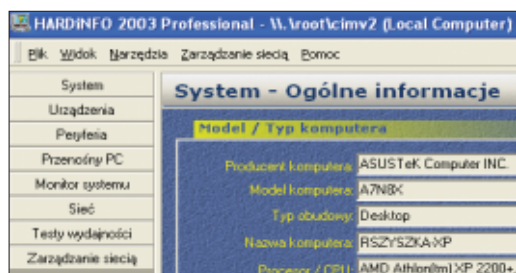 HARDiNFO 2003 Professional - \\.\root\cimv2 (Local Computer)
Plik Widok Narzędzia Zarządzanie siecią Pomoc
System
Urządzenia
Peryferia
Przenośny PC
Monitor systemu
Sieć
Testy wydajności
Zarządzanie siecią
System - Ogólne informacje
Model / Typ komputera
Producent komputera: ASUSTeK Computer INC.
Model komputera: A7N8X
Typ obudowy: Desktop
Nazwa komputera: RSZYSZKA-XP
Procesor / CPU: AMD Athlon(tm) XP 2200+